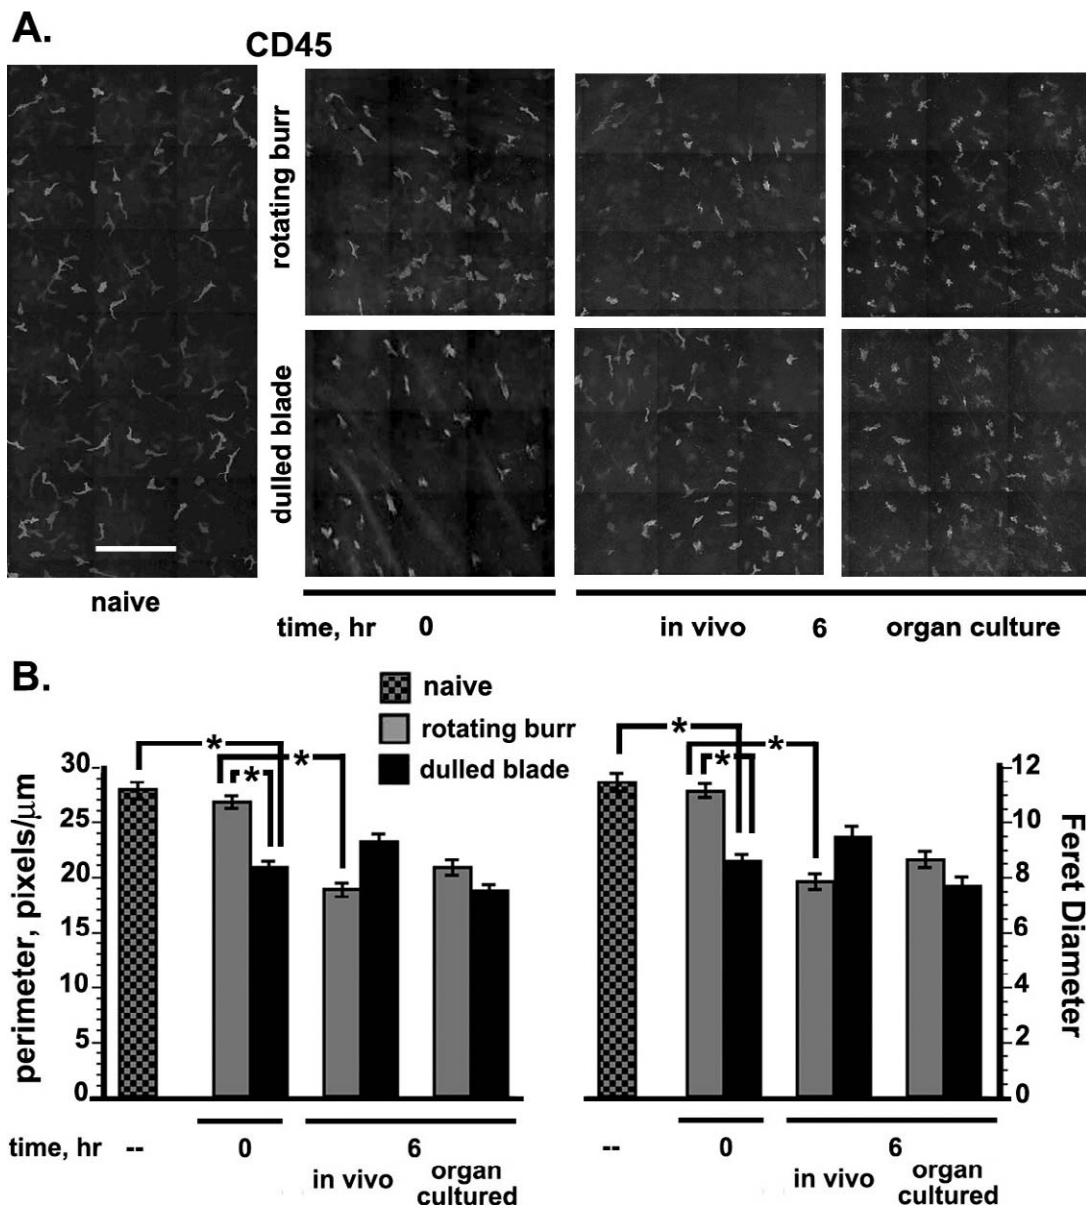 A.
CD45
rotating burr
dulled blade
naive
time, hr 0
in vivo 6 organ culture
B.
naive
rotating burr
dulled blade
* * *
* * *
perimeter, pixels/µm
30
25
20
15
10
5
0
12
10
8
6
4
2
0
Feret Diameter
time, hr -- 0 6
in vivo organ cultured
-- 0 6
in vivo organ cultured